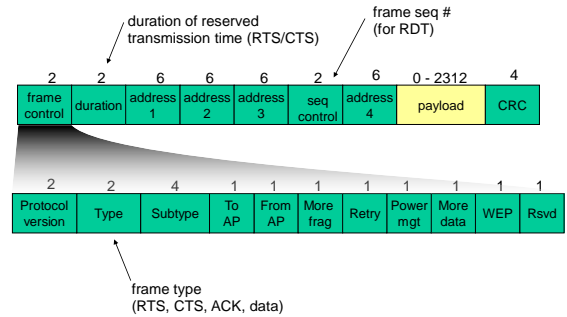 duration of reserved
transmission time (RTS/CTS)
frame seq #
(for RDT)
2 2 6 6 6 2 6 0 - 2312 4
frame
control
duration
address
1
address
2
address
3
seq
control
address
4
payload
CRC
2 2 4 1 1 1 1 1 1 1 1
Protocol
version
Type
Subtype
To
AP
From
AP
More
frag
Retry
Power
mgt
More
data
WEP
Rsvd
frame type
(RTS, CTS, ACK, data)